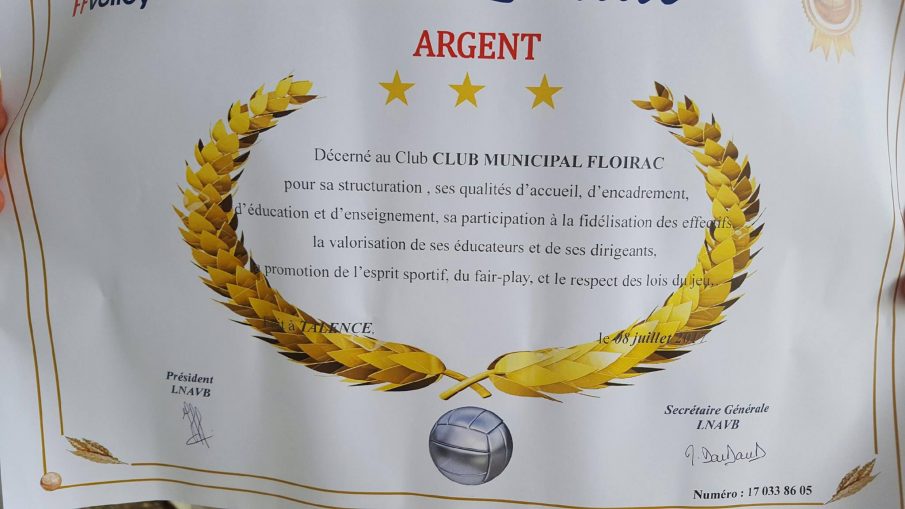 FFvolley
ARGENT
Décerné au Club CLUB MUNICIPAL FLOIRAC
pour sa structuration , ses qualités d'accueil, d'encadrement,
d'éducation et d'enseignement, sa participation à la fidélisation des effectifs,
la valorisation de ses éducateurs et de ses dirigeants,
promotion de l'esprit sportif, du fair-play, et le respect des lois du jeu,
à TALENCE,
le 08 juillet
Président
LNAVB
Secrétaire Générale
LNAVB
Numéro : 17 033 86 05